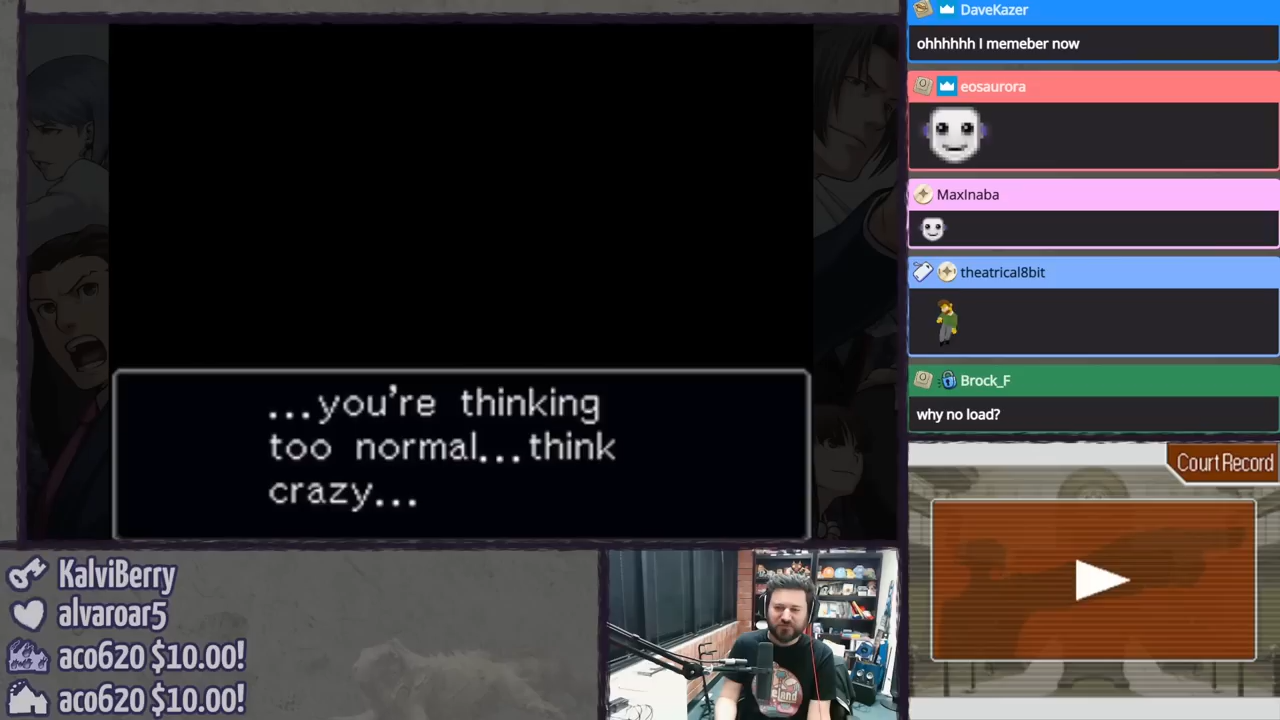 ...you're thinking
too normal...think
crazy...
DaveKazer
ohhhhhh I memeber now
eosaurora
MaxInaba
theatrical8bit
Brock_F
why no load?
Court Record
KalviBerry
alvaroar5
aco620 $10.00!
aco620 $10.00!